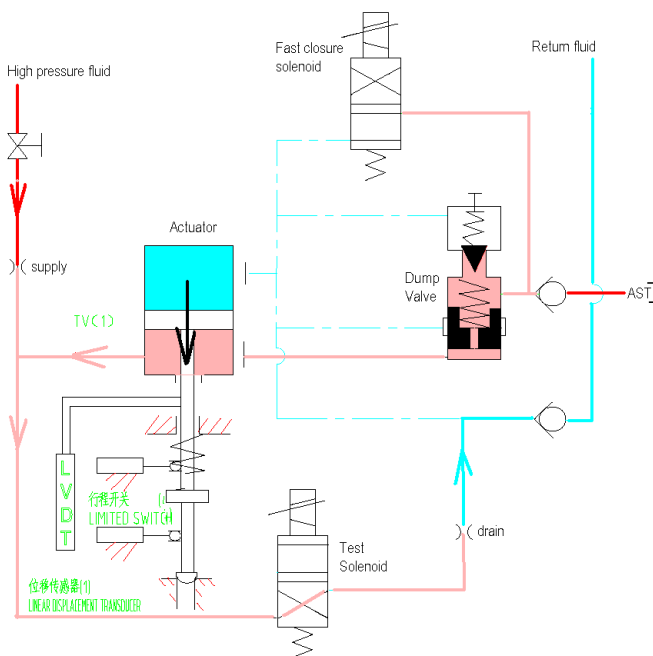 Fast closure
solenoid
Return fluid
High pressure fluid
Actuator
supply
Dump
Valve
AST
TV(1)
LVDT
行程开关
LIMITED SWITCH
Test
Solenoid
drain
位移传感器(1)
LINEAR DISPLACEMENT TRANSDUCER